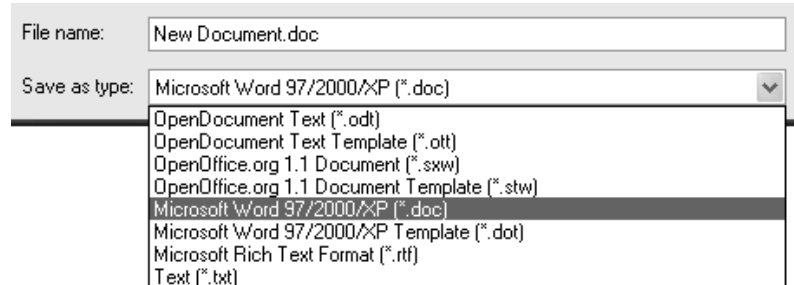 File name: New Document.doc
Save as type: Microsoft Word 97/2000/XP (*.doc)
OpenDocument Text (*.odt)
OpenDocument Text Template (*.ott)
OpenOffice.org 1.1 Document (*.sxw)
OpenOffice.org 1.1 Document Template (*.stw)
Microsoft Word 97/2000/XP (*.doc)
Microsoft Word 97/2000/XP Template (*.dot)
Microsoft Rich Text Format (*.rtf)
Text (*.txt)